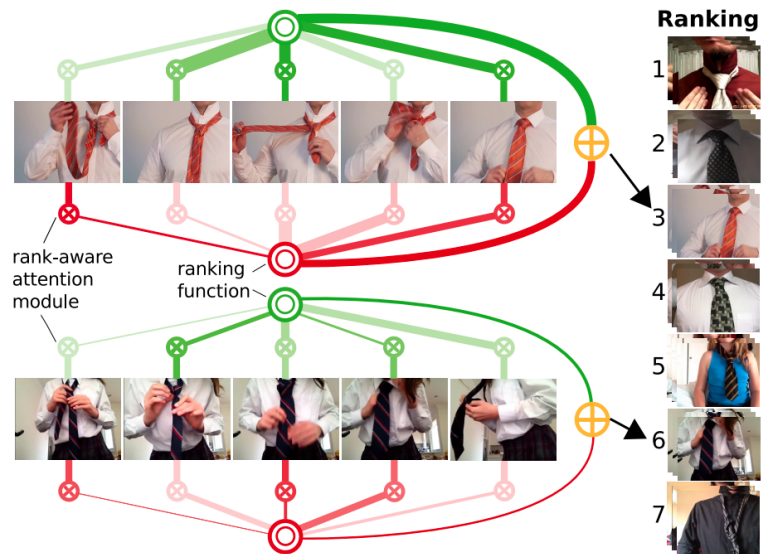 Ranking
1
2
3
4
5
6
7
rank-aware
attention
module
ranking
function